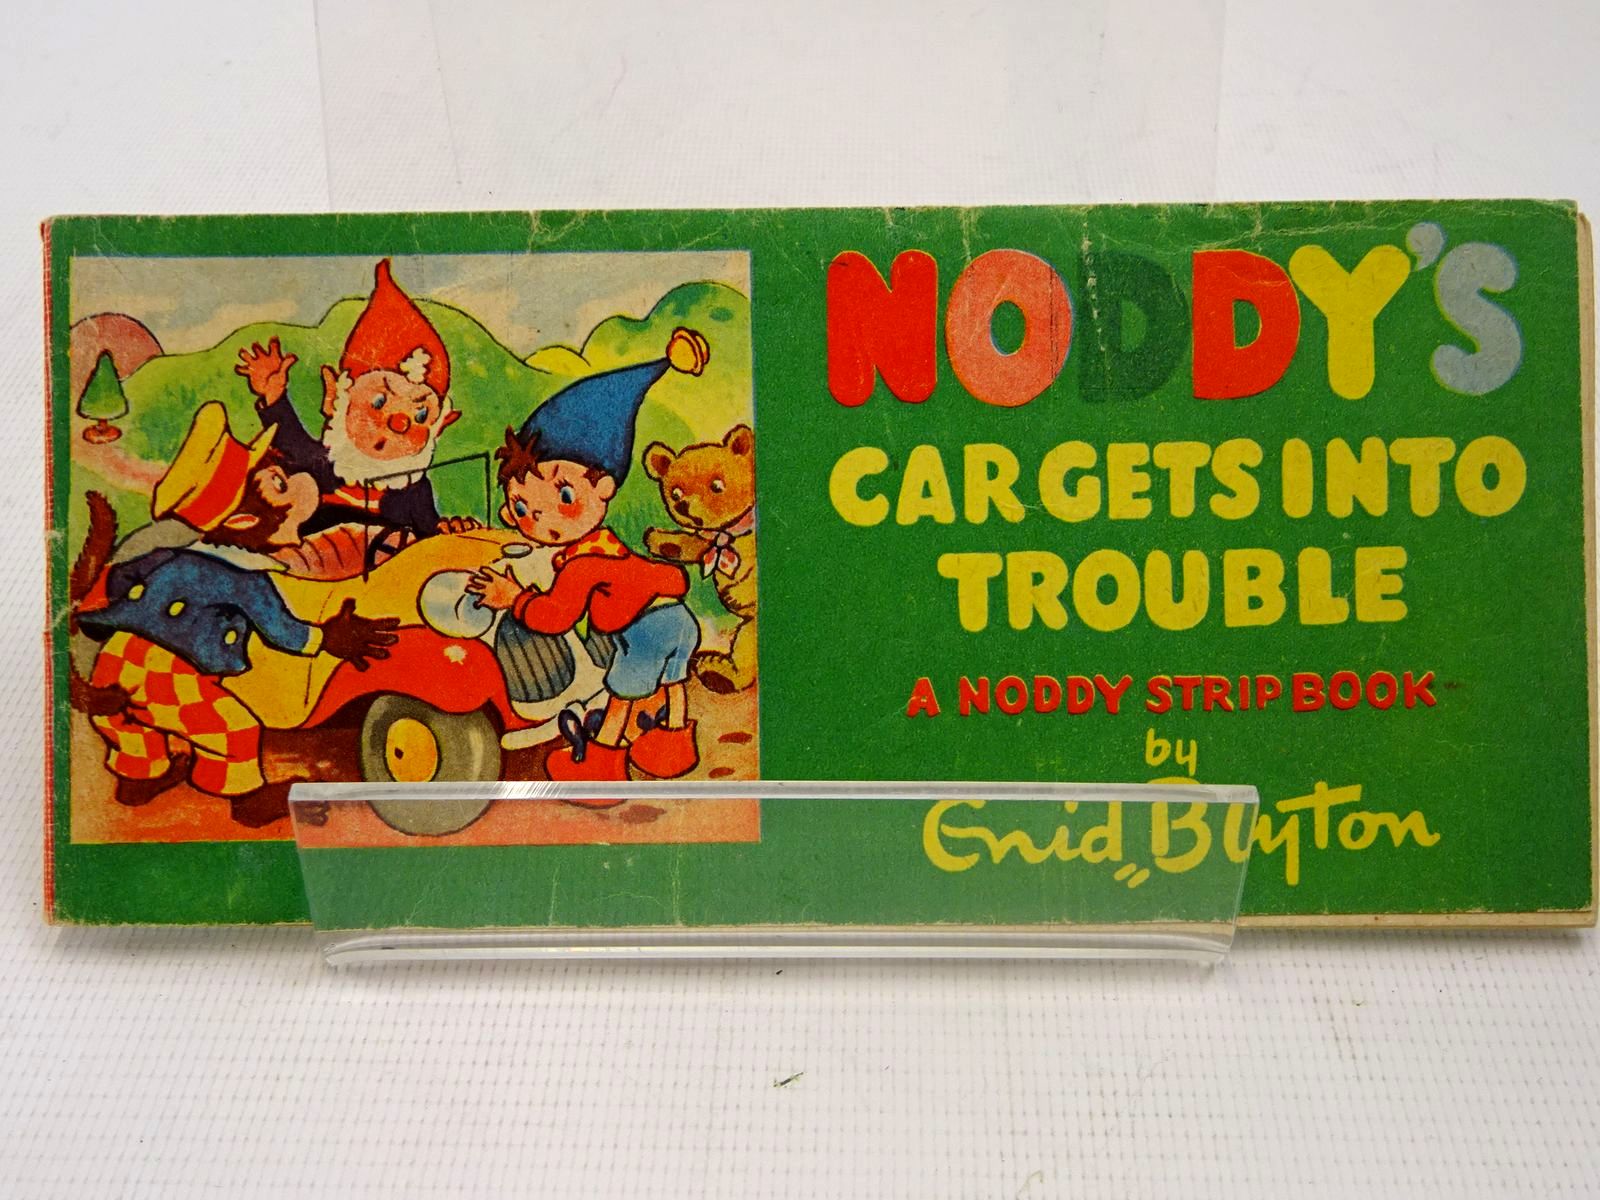 NODDY'S
CAR GETS INTO
TROUBLE
A NODDY STRIP BOOK
by
Enid Blyton